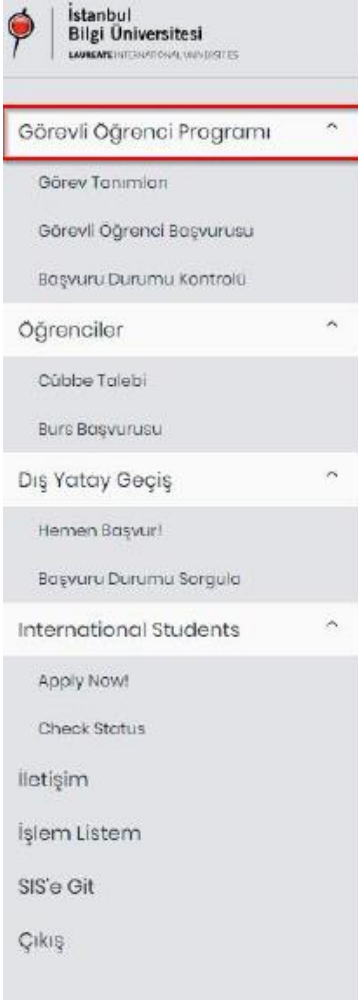 İstanbul
Bilgi Üniversitesi
LAUREATE INTERNATIONAL UNIVERSITIES
Görevli Öğrenci Programı
Görev Tanımları
Görevli Öğrenci Başvurusu
Başvuru Durumu Kontrolü
Öğrenciler
Cübbe Talebi
Burs Başvurusu
Dış Yatay Geçiş
Hemen Başvur!
Başvuru Durumu Sorgula
International Students
Apply Now!
Check Status
İletişim
İşlem Listem
SIS'e Git
Çıkış